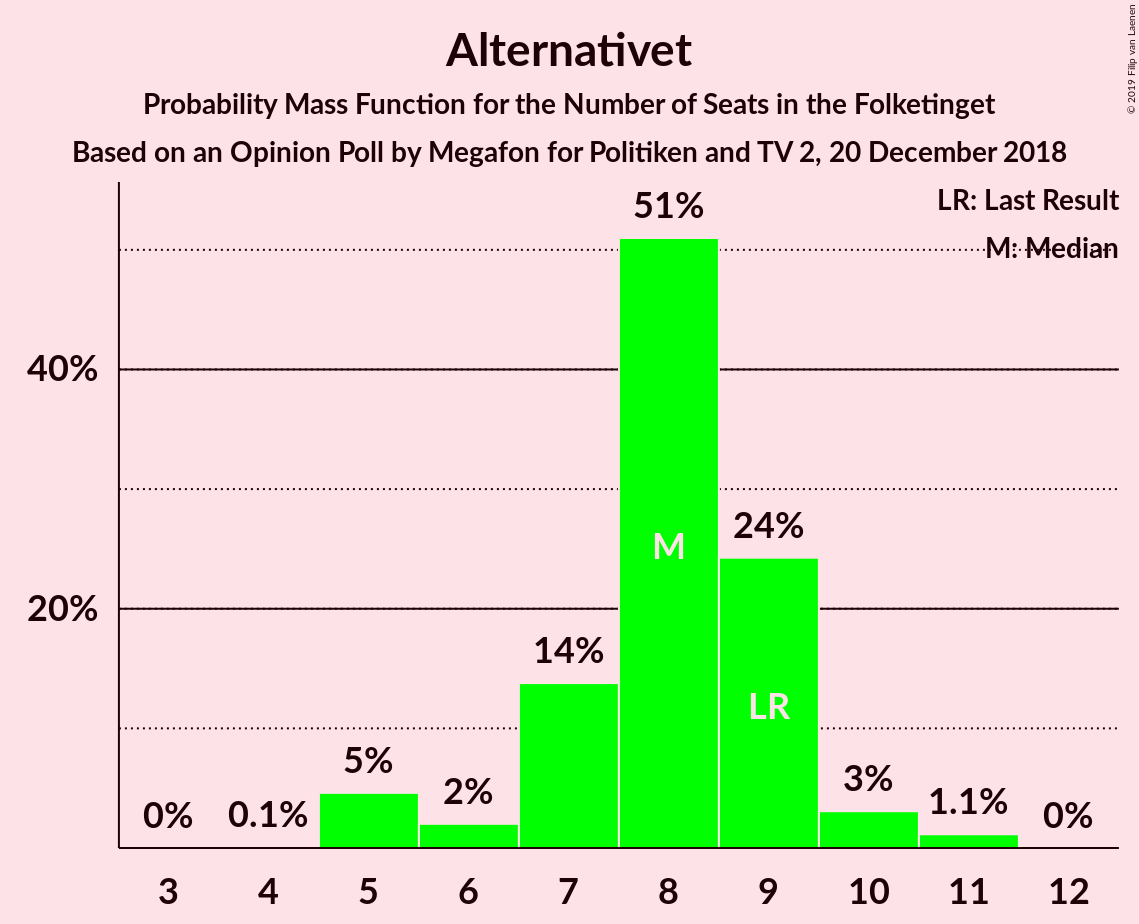 Alternativet
Probability Mass Function for the Number of Seats in the Folketinget
Based on an Opinion Poll by Megafon for Politiken and TV 2, 20 December 2018
© 2019 Filip van Laenen
LR: Last Result
M: Median
40%
20%
0%
0.1%
5%
2%
14%
51%
24%
3%
1.1%
0%
M
LR
3
4
5
6
7
8
9
10
11
12